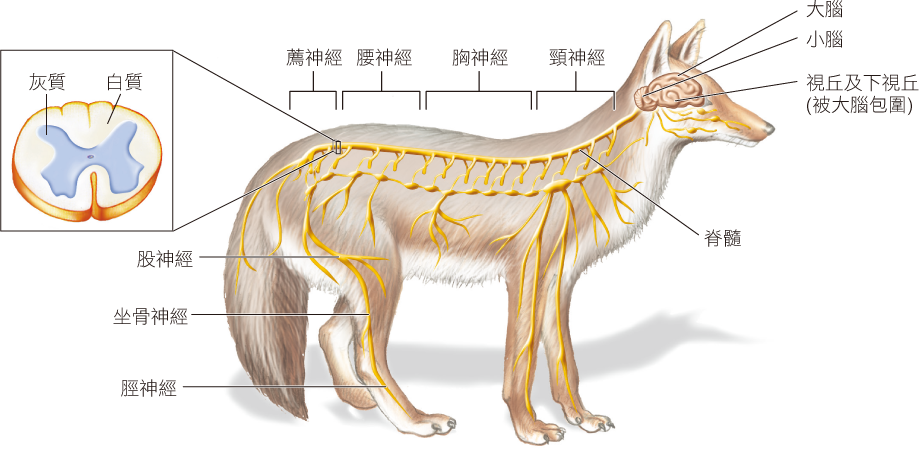 大腦
小腦
視丘及下視丘
(被大腦包圍)
薦神經
腰神經
胸神經
頸神經
灰質
白質
脊髓
股神經
坐骨神經
脛神經